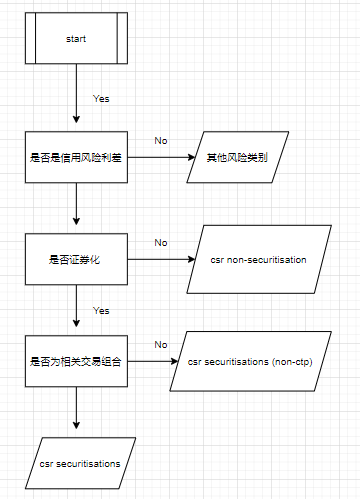 start
Yes
No
是否是信用风险利差
其他风险类别
No
是否证券化
csr non-securitisation
Yes
No
是否为相关交易组合
csr securitisations (non-ctp)
csr securitisations